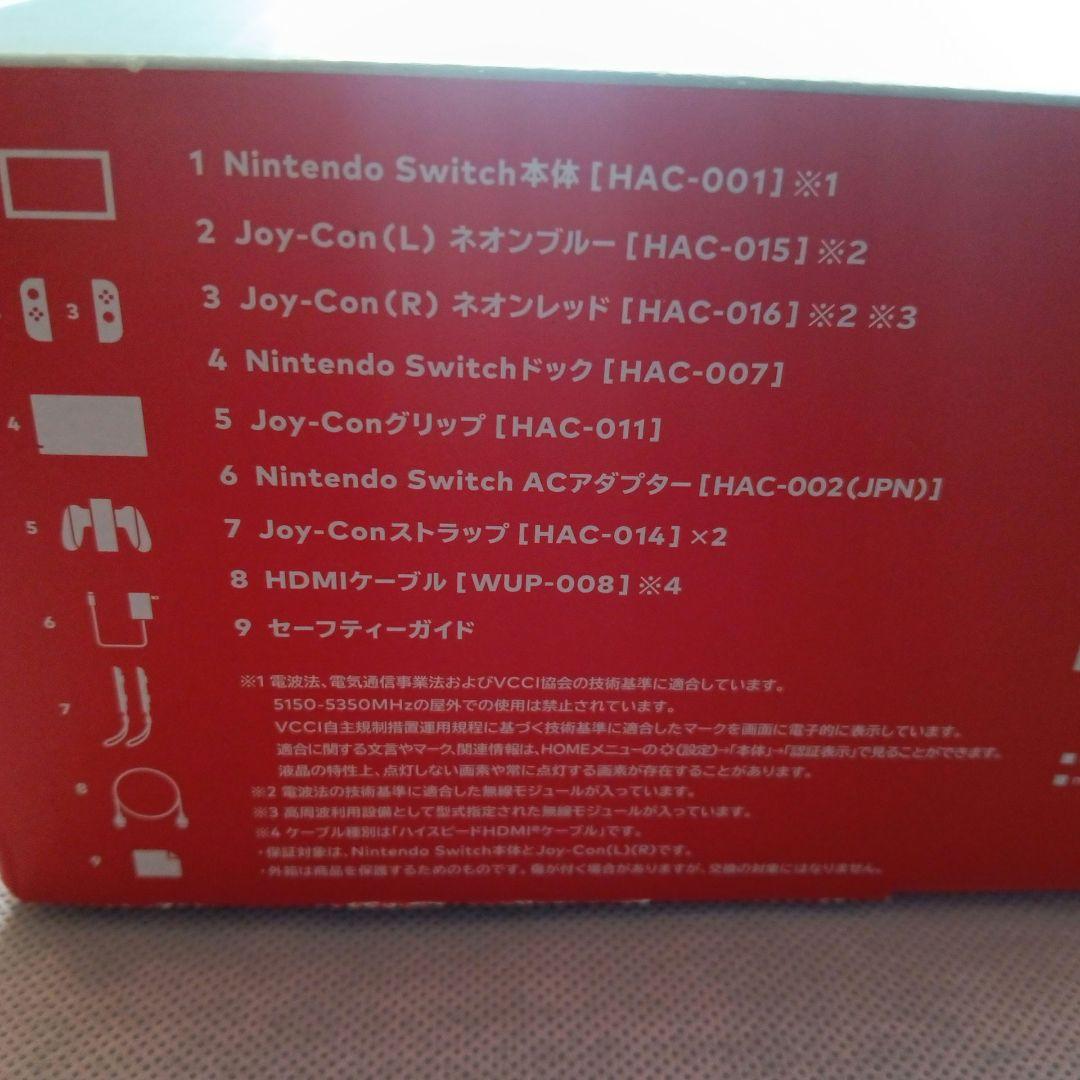 1 Nintendo Switch本体 [HAC-001] ※1
2 Joy-Con(L) ネオンブルー [HAC-015] ※2
3 Joy-Con(R) ネオンレッド [HAC-016] ※2 ※3
4 Nintendo Switchドック [HAC-007]
5 Joy-Conグリップ [HAC-011]
6 Nintendo Switch ACアダプター [HAC-002(JPN)]
7 Joy-Conストラップ [HAC-014] ×2
8 HDMIケーブル [WUP-008] ※4
9 セーフティーガイド
3
4
5
6
7
8
9
※1 電波法、電気通信事業法およびVCCI協会の技術基準に適合しています。
5150-5350MHzの屋外での使用は禁止されています。
VCCI自主規制措置運用規程に基づく技術基準に適合したマークを画面に電子的に表示しています。
適合に関する文言やマーク、関連情報は、HOMEメニューの(設定)→「本体」→「認証表示」で見ることができます。
液晶の特性上、点灯しない画素や常に点灯する画素が存在することがあります。
※2 電波法の技術基準に適合した無線モジュールが入っています。
※3 高周波利用設備として型式指定された無線モジュールが入っています。
※4 ケーブル種別は「ハイスピードHDMI®ケーブル」です。
・保証対象は、Nintendo Switch本体とJoy-Con(L)(R)です。
・外箱は商品を保護するためのものです。傷が付く場合がありますが、交換の対象にはなりません。